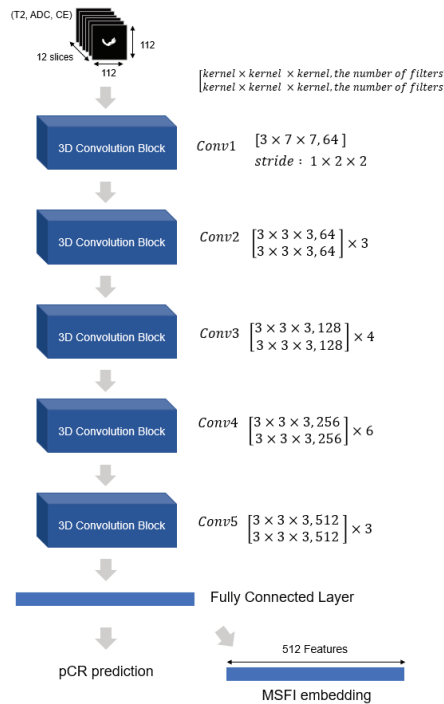 (T2, ADC, CE)
112
12 slices
112
[kernel × kernel × kernel, the number of filters
kernel × kernel × kernel, the number of filters
3D Convolution Block
Conv1
[3 × 7 × 7, 64 ]
stride : 1 × 2 × 2
3D Convolution Block
Conv2
[3 × 3 × 3, 64
3 × 3 × 3, 64] × 3
3D Convolution Block
Conv3
[3 × 3 × 3, 128
3 × 3 × 3, 128] × 4
3D Convolution Block
Conv4
[3 × 3 × 3, 256
3 × 3 × 3, 256] × 6
3D Convolution Block
Conv5
[3 × 3 × 3, 512
3 × 3 × 3, 512] × 3
Fully Connected Layer
pCR prediction
512 Features
MSFI embedding